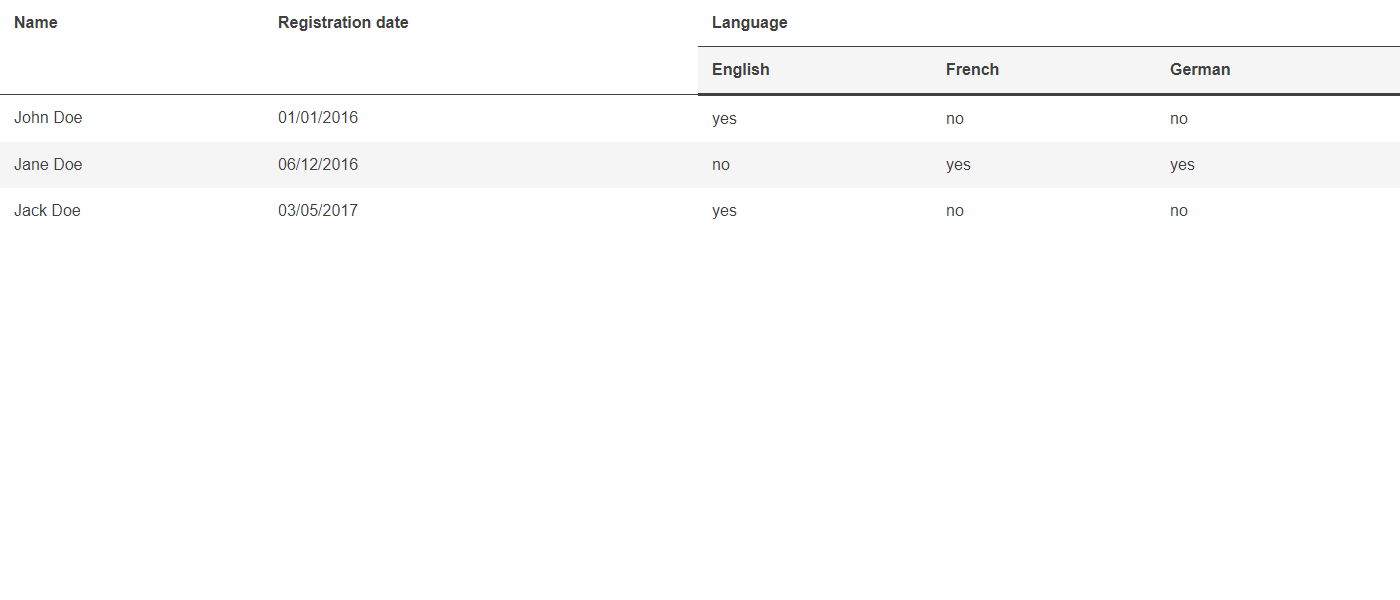 Name Registration date Language
English French German
John Doe 01/01/2016 yes no no
Jane Doe 06/12/2016 no yes yes
Jack Doe 03/05/2017 yes no no